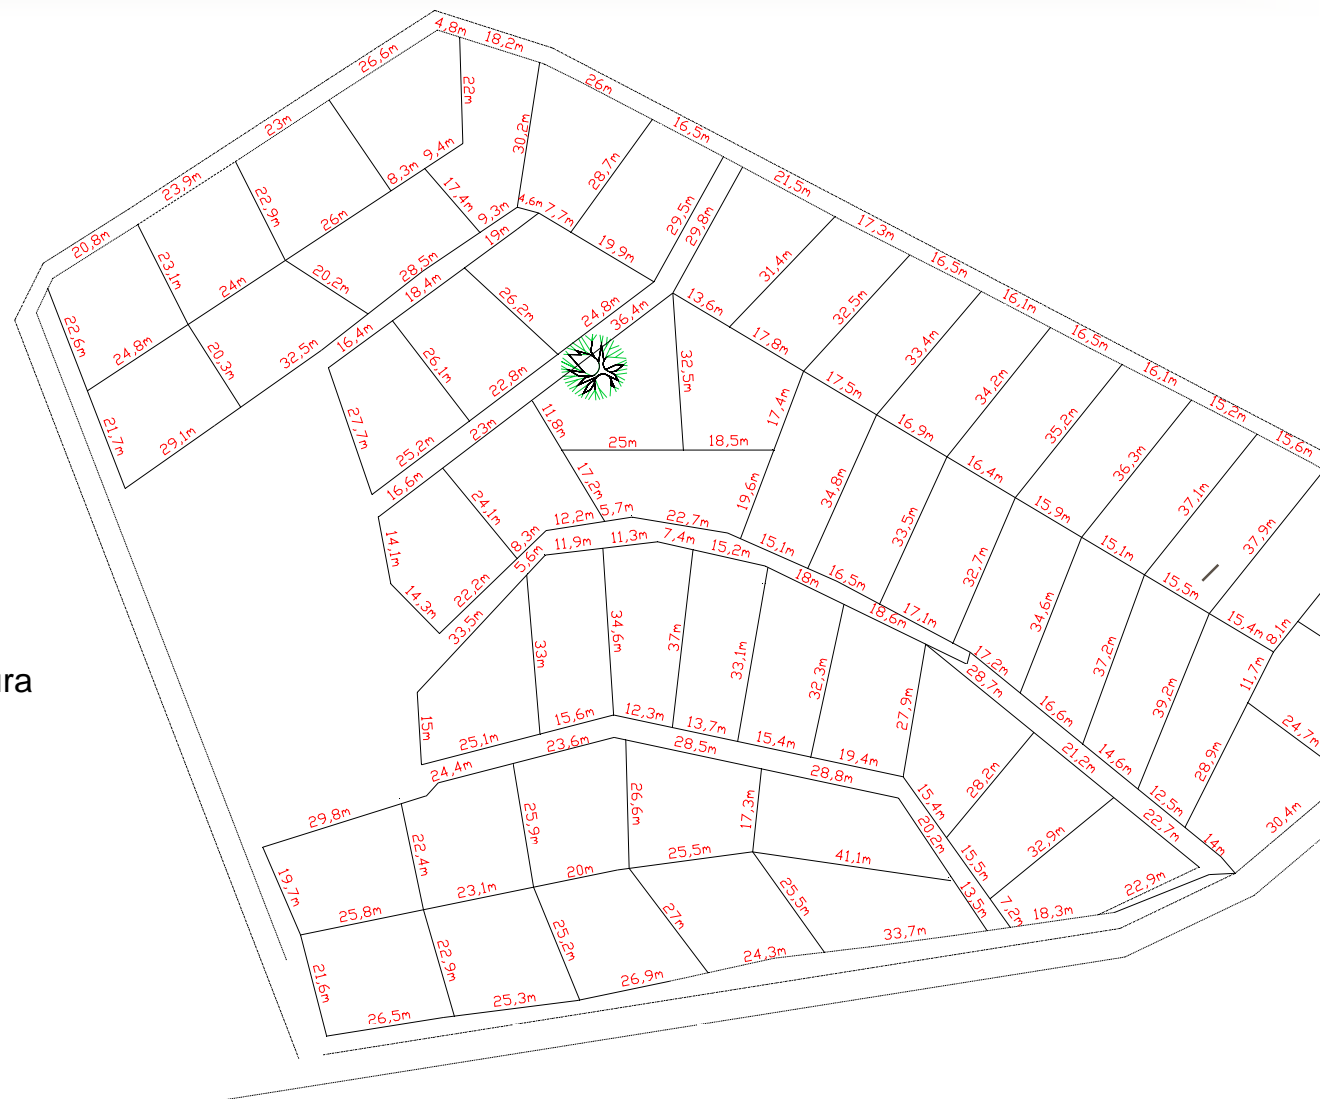 4,8m
18,2m
26,6m
26m
22m
23m
30,2m
16,5m
9,4m
8,3m
28,7m
23,9m
17,4m
21,5m
22,9m
26m
9,3m
4,6m
7,7m
29,5m
29,8m
17,3m
20,8m
19m
19,9m
23,1m
24m
20,2m
28,5m
18,4m
31,4m
16,5m
26,2m
24,8m
36,4m
13,6m
32,5m
16,1m
22,6m
24,8m
20,3m
32,5m
16,4m
26,1m
22,8m
32,5m
17,8m
33,4m
16,5m
17,5m
34,2m
16,1m
21,7m
29,1m
27,7m
25,2m
23m
11,8m
25m
18,5m
17,4m
16,9m
35,2m
15,2m
15,6m
16,6m
24,1m
17,2m
19,6m
34,8m
16,4m
36,3m
12,2m
5,7m
22,7m
33,5m
15,9m
37,1m
37,9m
14,1m
8,3m
5,6m
11,9m
11,3m
7,4m
15,2m
15,1m
32,7m
15,1m
14,3m
22,2m
33,5m
18m
16,5m
18,6m
17,1m
34,6m
15,5m
15,4m
8,1m
33m
34,6m
37m
33,1m
32,3m
17,2m
28,7m
37,2m
11,7m
ura
15m
25,1m
15,6m
12,3m
13,7m
15,4m
19,4m
27,9m
16,6m
39,2m
24,7m
24,4m
23,6m
28,5m
28,8m
21,2m
14,6m
28,9m
28,2m
29,8m
22,4m
25,9m
26,6m
17,3m
15,4m
20,2m
12,5m
22,7m
14m
30,4m
19,7m
25,8m
23,1m
20m
25,5m
41,1m
15,5m
32,9m
22,9m
21,6m
22,9m
25,2m
27m
25,5m
13,5m
7,2m
18,3m
26,5m
25,3m
26,9m
24,3m
33,7m